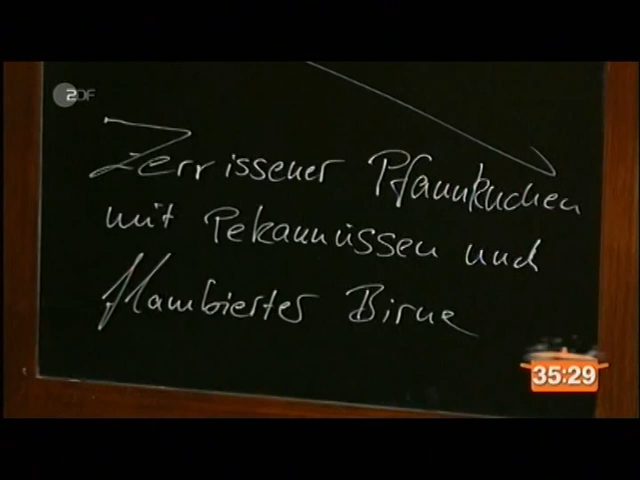 ZDF
Zerrissener Pfannkuchen
mit Pekannüssen und
flambierter Birne
35:29